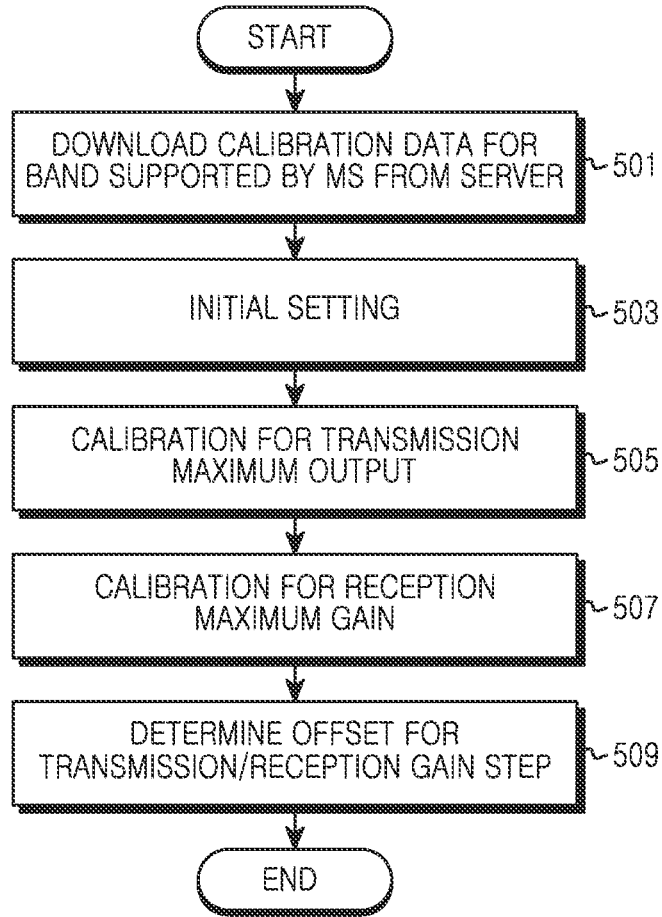 START
DOWNLOAD CALIBRATION DATA FOR
BAND SUPPORTED BY MS FROM SERVER
501
INITIAL SETTING
503
CALIBRATION FOR TRANSMISSION
MAXIMUM OUTPUT
505
CALIBRATION FOR RECEPTION
MAXIMUM GAIN
507
DETERMINE OFFSET FOR
TRANSMISSION/RECEPTION GAIN STEP
509
END